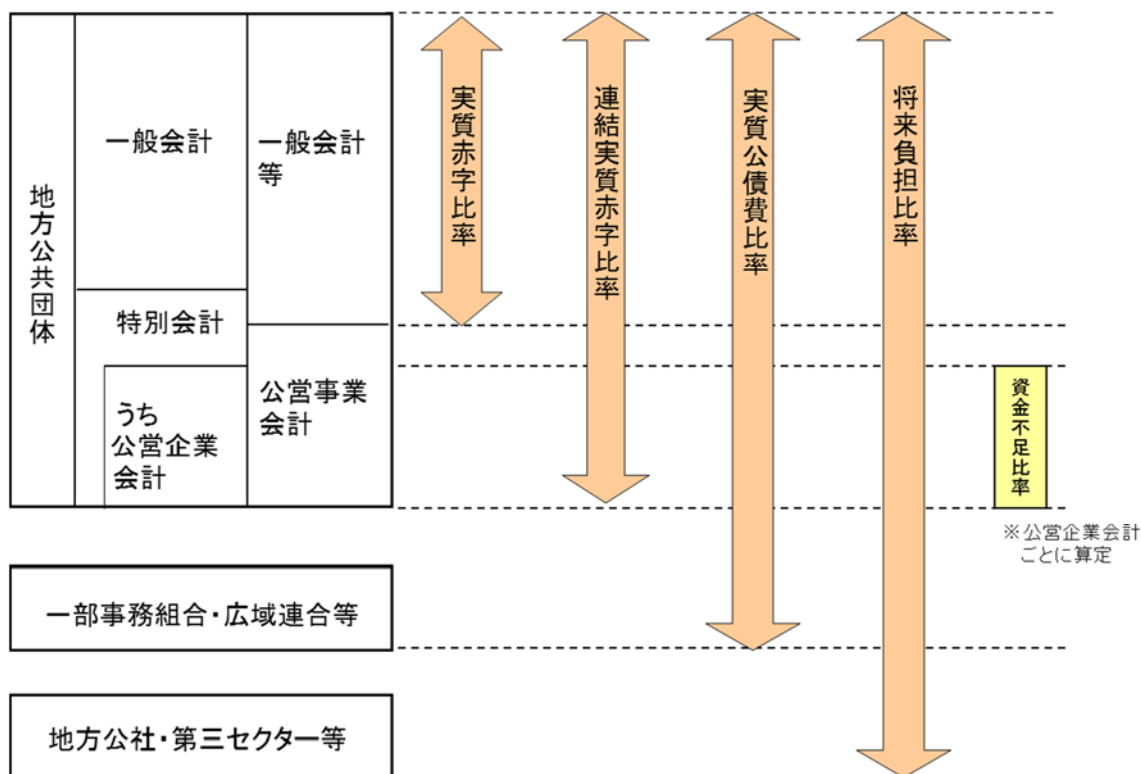 地方公共団体
一般会計
特別会計
うち
公営企業
会計
一般会計
等
公営事業
会計
実質赤字比率
連結実質赤字比率
実質公債費比率
将来負担比率
資金不足比率
※公営企業会計
ごとに算定
一部事務組合・広域連合等
地方公社・第三セクター等